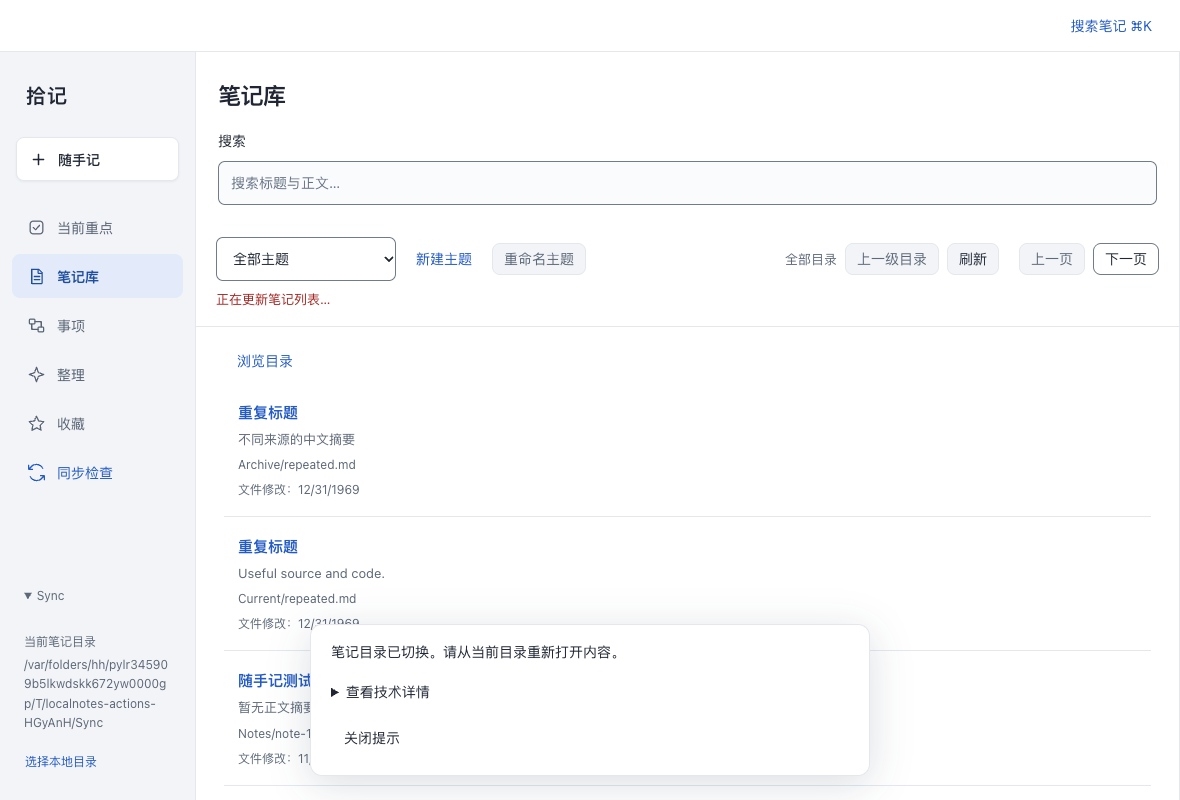 搜索笔记 ⌘K
拾记
随手记
当前重点
笔记库
事项
整理
收藏
同步检查
Sync
当前笔记目录
/var/folders/hh/pylr34590
9b5lkwdskk672yw0000g
p/T/localnotes-actions-
HGyAnH/Sync
选择本地目录
笔记库
搜索
搜索标题与正文...
全部主题
新建主题
重命名主题
全部目录
上一级目录
刷新
上一页
下一页
正在更新笔记列表...
浏览目录
重复标题
不同来源的中文摘要
Archive/repeated.md
文件修改：12/31/1969
重复标题
Useful source and code.
Current/repeated.md
文件修改：12/31/1969
随手记测试
暂无正文摘要
Notes/note-1
文件修改：11/
笔记目录已切换。请从当前目录重新打开内容。
查看技术详情
关闭提示